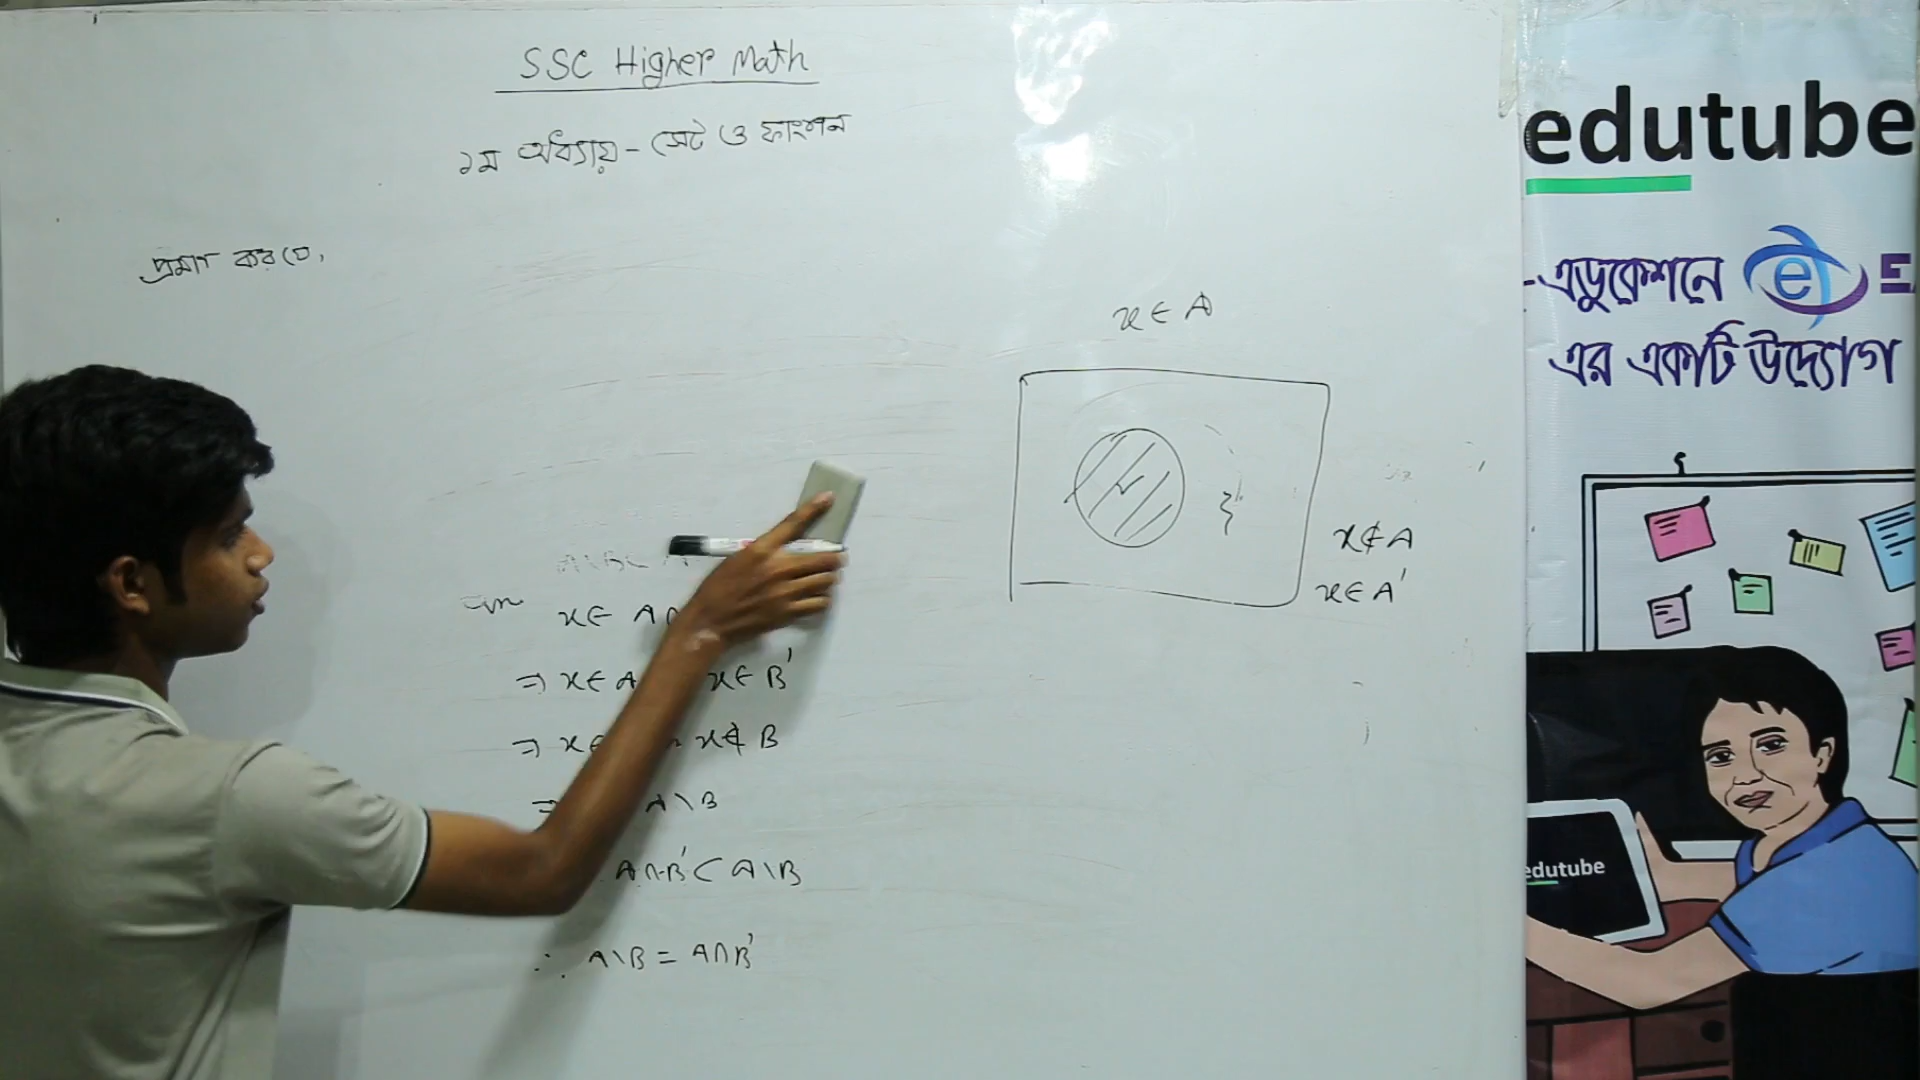 SSC Higher Math
১ম অধ্যায় - সেট ও ফাংশন
প্রমাণ কর যে,
x ∈ A
x ∉ A
x ∈ A'
A\B ⊂ A
x ∈ A ∩
⇒ x ∈ A x ∈ B'
⇒ x ∈ x ∉ B
⇒ A \ B
A∩B' ⊂ A\B
∴ A\B = A∩B'
edutube
-এডুকেশনে
এর একটি উদ্যোগ
edutube